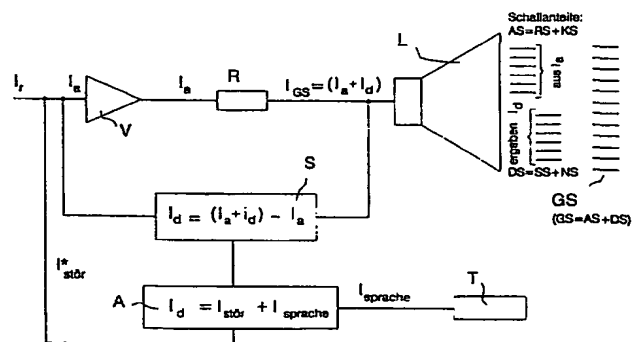 Schallanteile:
AS=RS+KS
L
I_r
I_e
I_a
R
I_GS=(I_a+I_d)
aus I_a
V
I_d
ergeben
DS=SS+NS
S
GS
(GS=AS+DS)
I_d = (I_a+i_d) - I_a
I*_stör
A
I_d = I_stör + I_sprache
I_sprache
T